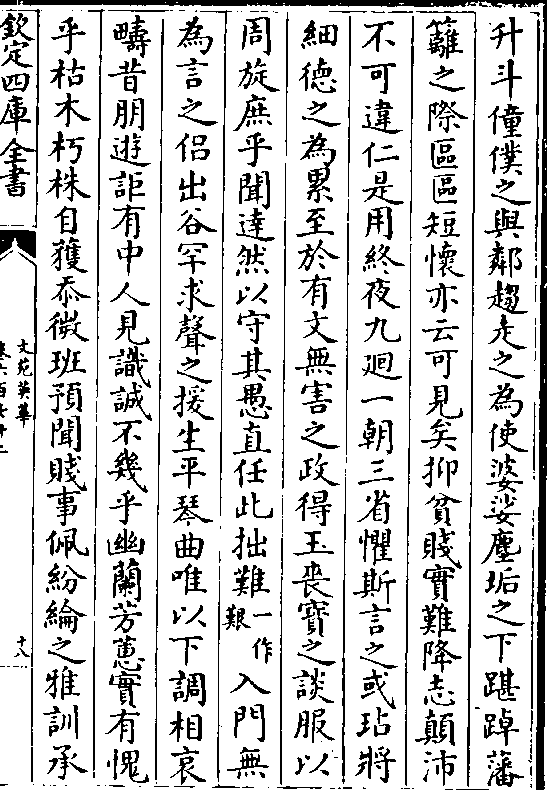 升斗僮僕之與鄰趨走之為使婆娑塵垢之下踸踔藩
籬之際區區短懷亦云可見矣抑貧賤實難降志顛沛
不可違仁是用終夜九廻一朝三省懼斯言之或玷將
細德之為累至於有文無害之政得玉喪寶之談服以
周旋庶乎聞達然以守其愚直任此拙難一作艱入門無
為言之侶出谷罕求聲之援生平琴曲唯以下調相哀
疇昔朋遊詎有中人見識誠不幾乎幽蘭芳蕙實有愧
乎枯木朽株自獲忝微班預聞賤事佩紛綸之雅訓承
欽定四庫全書
文苑英華
十八